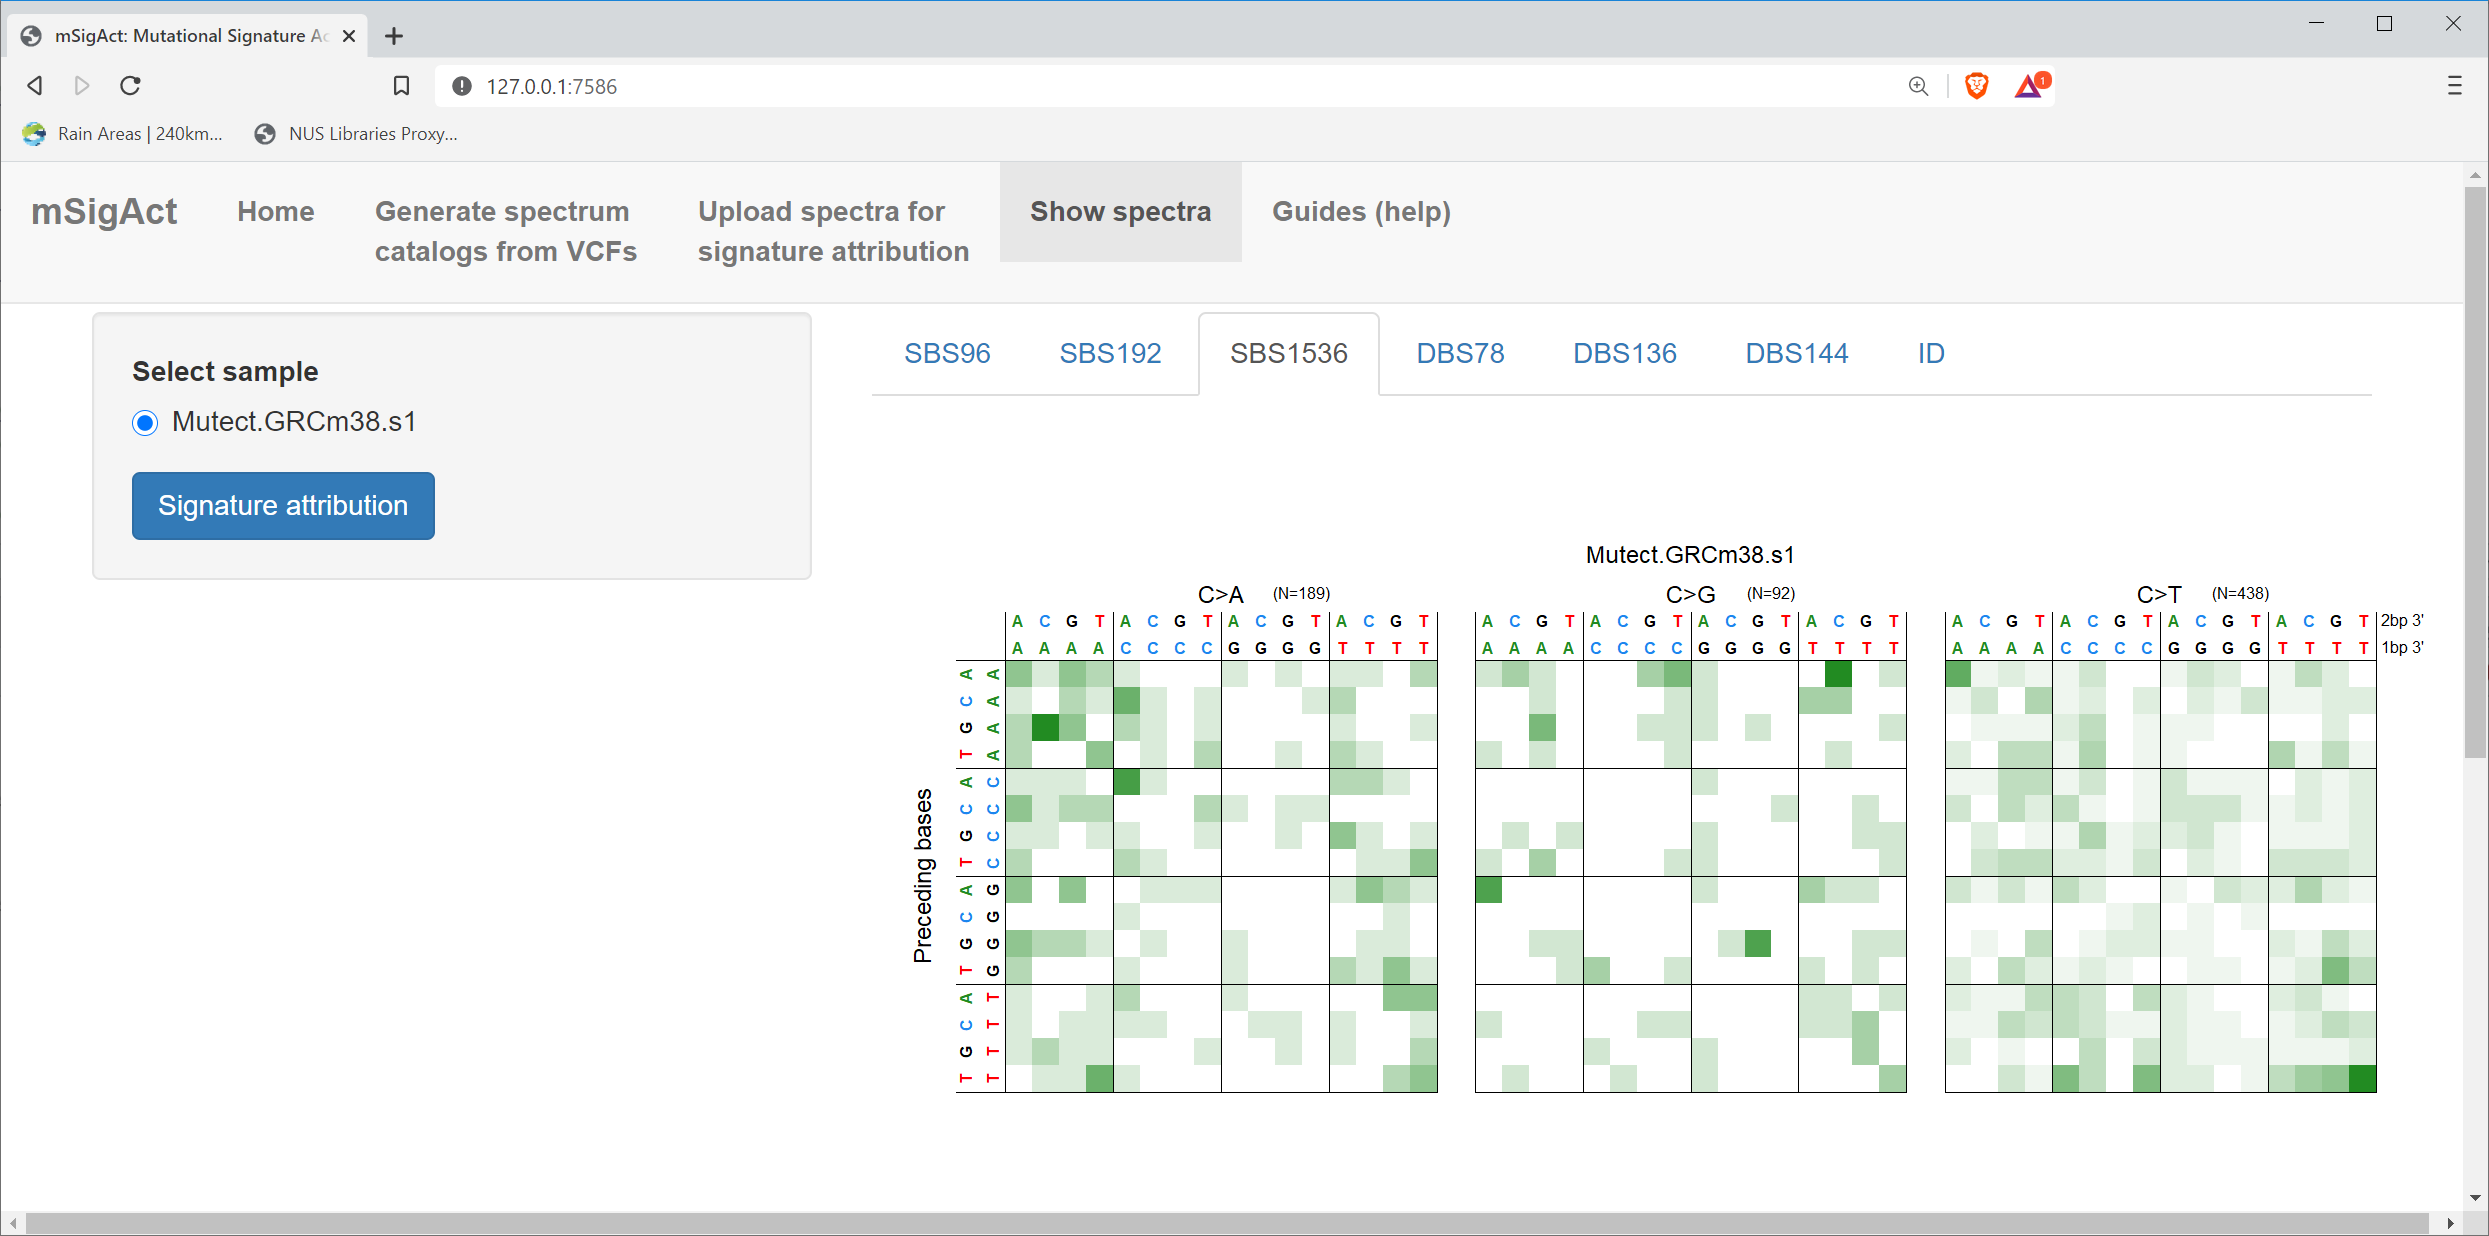 mSigAct: Mutational Signature Ac
127.0.0.1:7586
1
Rain Areas | 240km... NUS Libraries Proxy...
mSigAct Home Generate spectrum catalogs from VCFs Upload spectra for signature attribution Show spectra Guides (help)
Select sample
Mutect.GRCm38.s1
Signature attribution
SBS96 SBS192 SBS1536 DBS78 DBS136 DBS144 ID
Mutect.GRCm38.s1
C>A (N=189) C>G (N=92) C>T (N=438)
A C G T A C G T A C G T A C G T A C G T A C G T A C G T A C G T A C G T A C G T A C G T A C G T 2bp 3'
A A A A C C C C G G G G T T T T A A A A C C C C G G G G T T T T A A A A C C C C G G G G T T T T 1bp 3'
Preceding bases
A A
C A
G A
T A
A C
C C
G C
T C
A G
C G
G G
T G
A T
C T
G T
T T